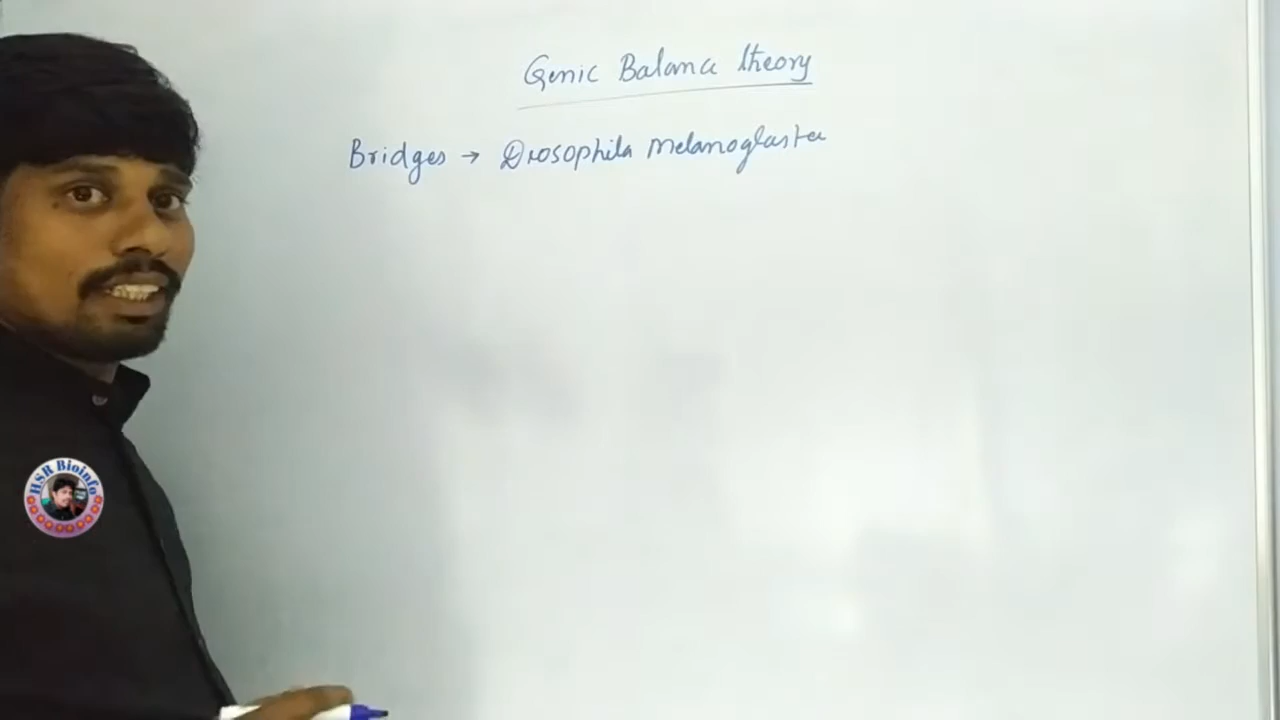 Genic Balance theory
Bridges → Drosophila melanoglaster
HSR Bioinfo